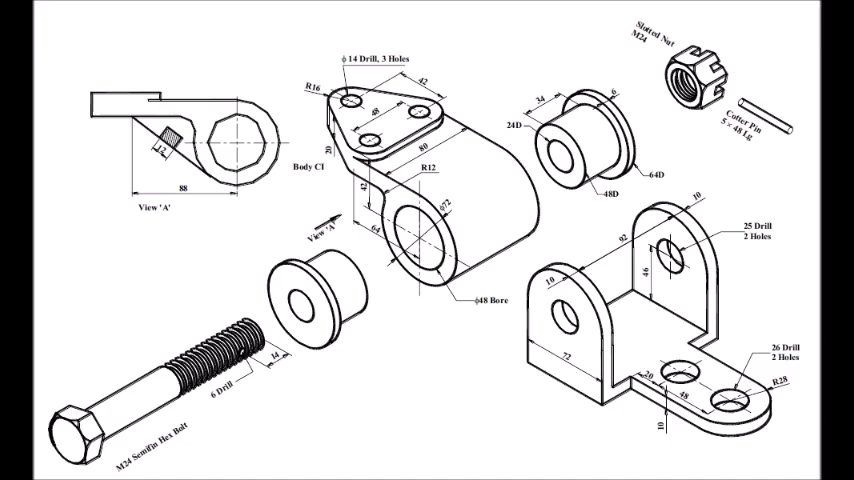 Slotted Nut
M24
ϕ 14 Drill, 3 Holes
42
R16
48
34
6
Cotter Pin
5 × 48 Lg
12
20
80
24D
Body CI
R12
64D
88
42
48D
View 'A'
ϕ72
10
View 'A'
64
92
25 Drill
2 Holes
10
46
ϕ48 Bore
14
72
26 Drill
2 Holes
6 Drill
20
R28
48
10
M24 Semifin Hex Bolt